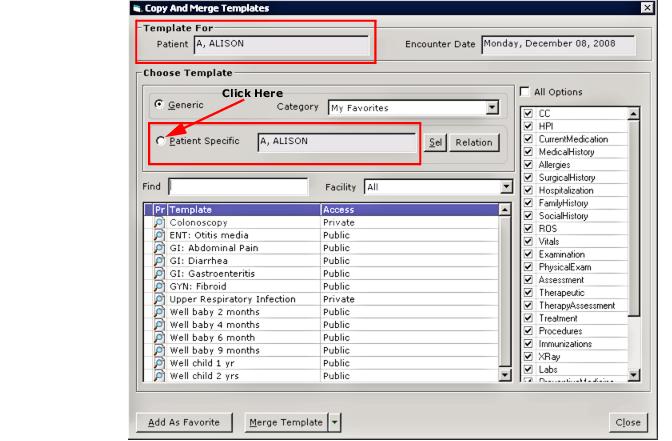 Copy And Merge Templates
Template For
Patient A, ALISON Encounter Date Monday, December 08, 2008
Choose Template
Click Here
Generic Category My Favorites
Patient Specific A, ALISON Sel Relation
Find Facility All
Pr Template Access
Colonoscopy Private
ENT: Otitis media Public
GI: Abdominal Pain Public
GI: Diarrhea Public
GI: Gastroenteritis Public
GYN: Fibroid Public
Upper Respiratory Infection Private
Well baby 2 months Public
Well baby 4 months Public
Well baby 6 month Public
Well baby 9 months Public
Well child 1 yr Public
Well child 2 yrs Public
All Options
CC
HPI
CurrentMedication
MedicalHistory
Allergies
SurgicalHistory
Hospitalization
FamilyHistory
SocialHistory
ROS
Vitals
Examination
PhysicalExam
Assessment
Therapeutic
TherapyAssessment
Treatment
Procedures
Immunizations
XRay
Labs
PreventiveMedicine
Add As Favorite Merge Template Close